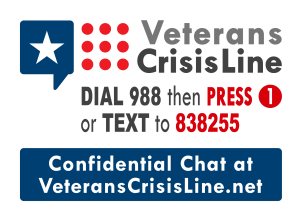 Veterans
CrisisLine
DIAL 988 then PRESS 1
or TEXT to 838255
Confidential Chat at
VeteransCrisisLine.net